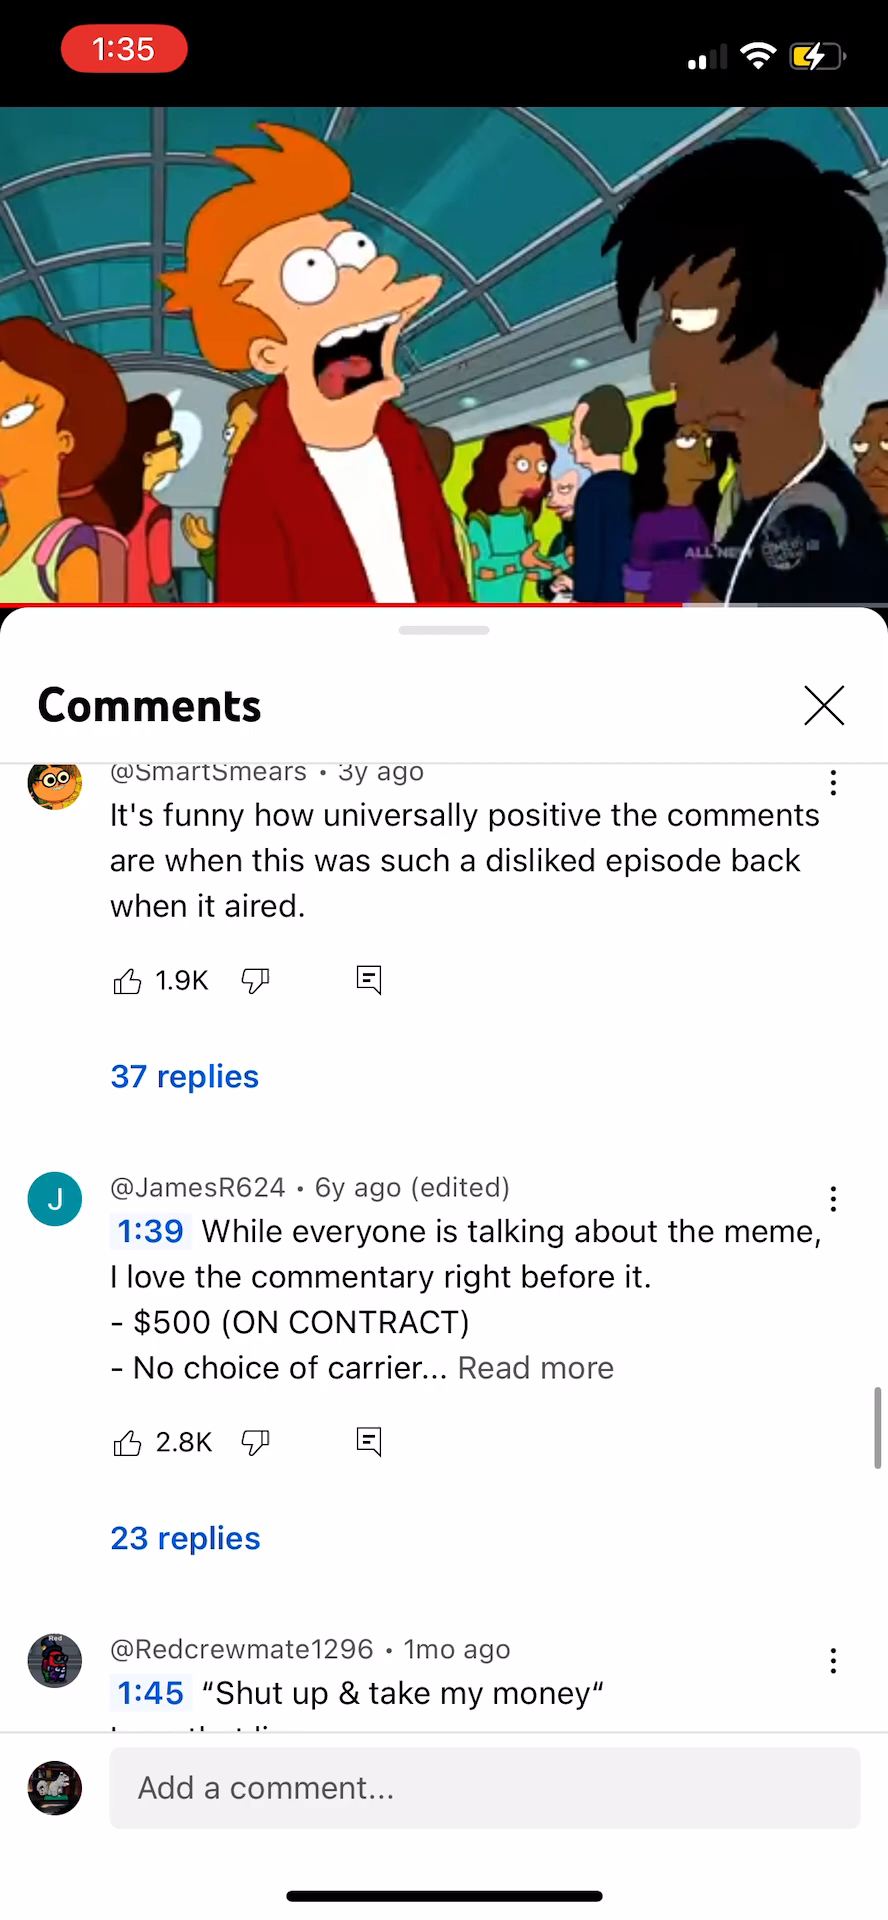 1:35
ALL NEW
Comments
@SmartSmears • 3y ago
It's funny how universally positive the comments
are when this was such a disliked episode back
when it aired.
1.9K
37 replies
J
@JamesR624 • 6y ago (edited)
1:39 While everyone is talking about the meme,
I love the commentary right before it.
- $500 (ON CONTRACT)
- No choice of carrier... Read more
2.8K
23 replies
Red
@Redcrewmate1296 • 1mo ago
1:45 “Shut up & take my money“
Add a comment...